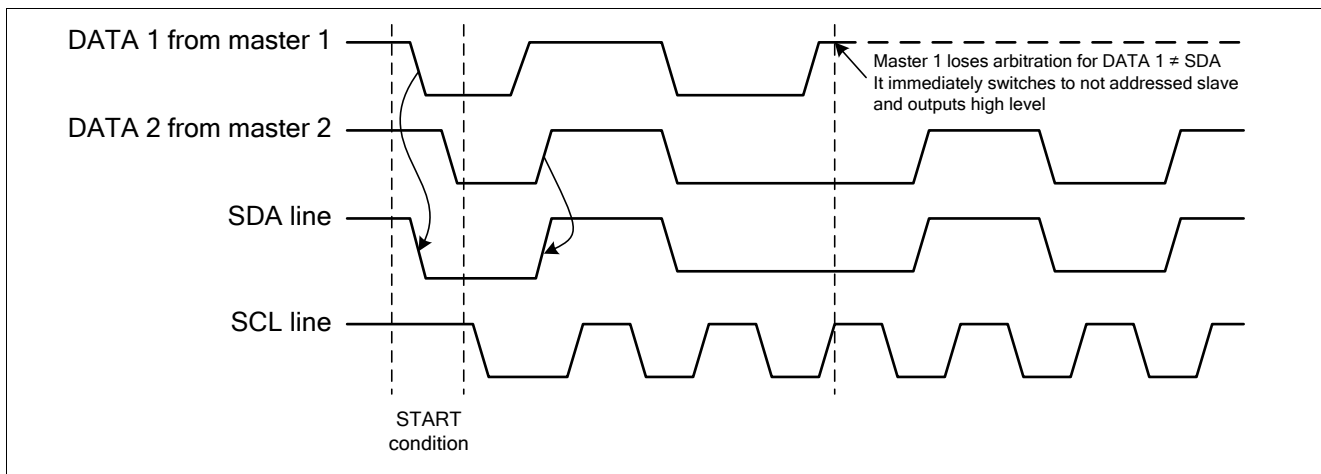 DATA 1 from master 1
Master 1 loses arbitration for DATA 1 ≠ SDA
It immediately switches to not addressed slave
and outputs high level
DATA 2 from master 2
SDA line
SCL line
START
condition